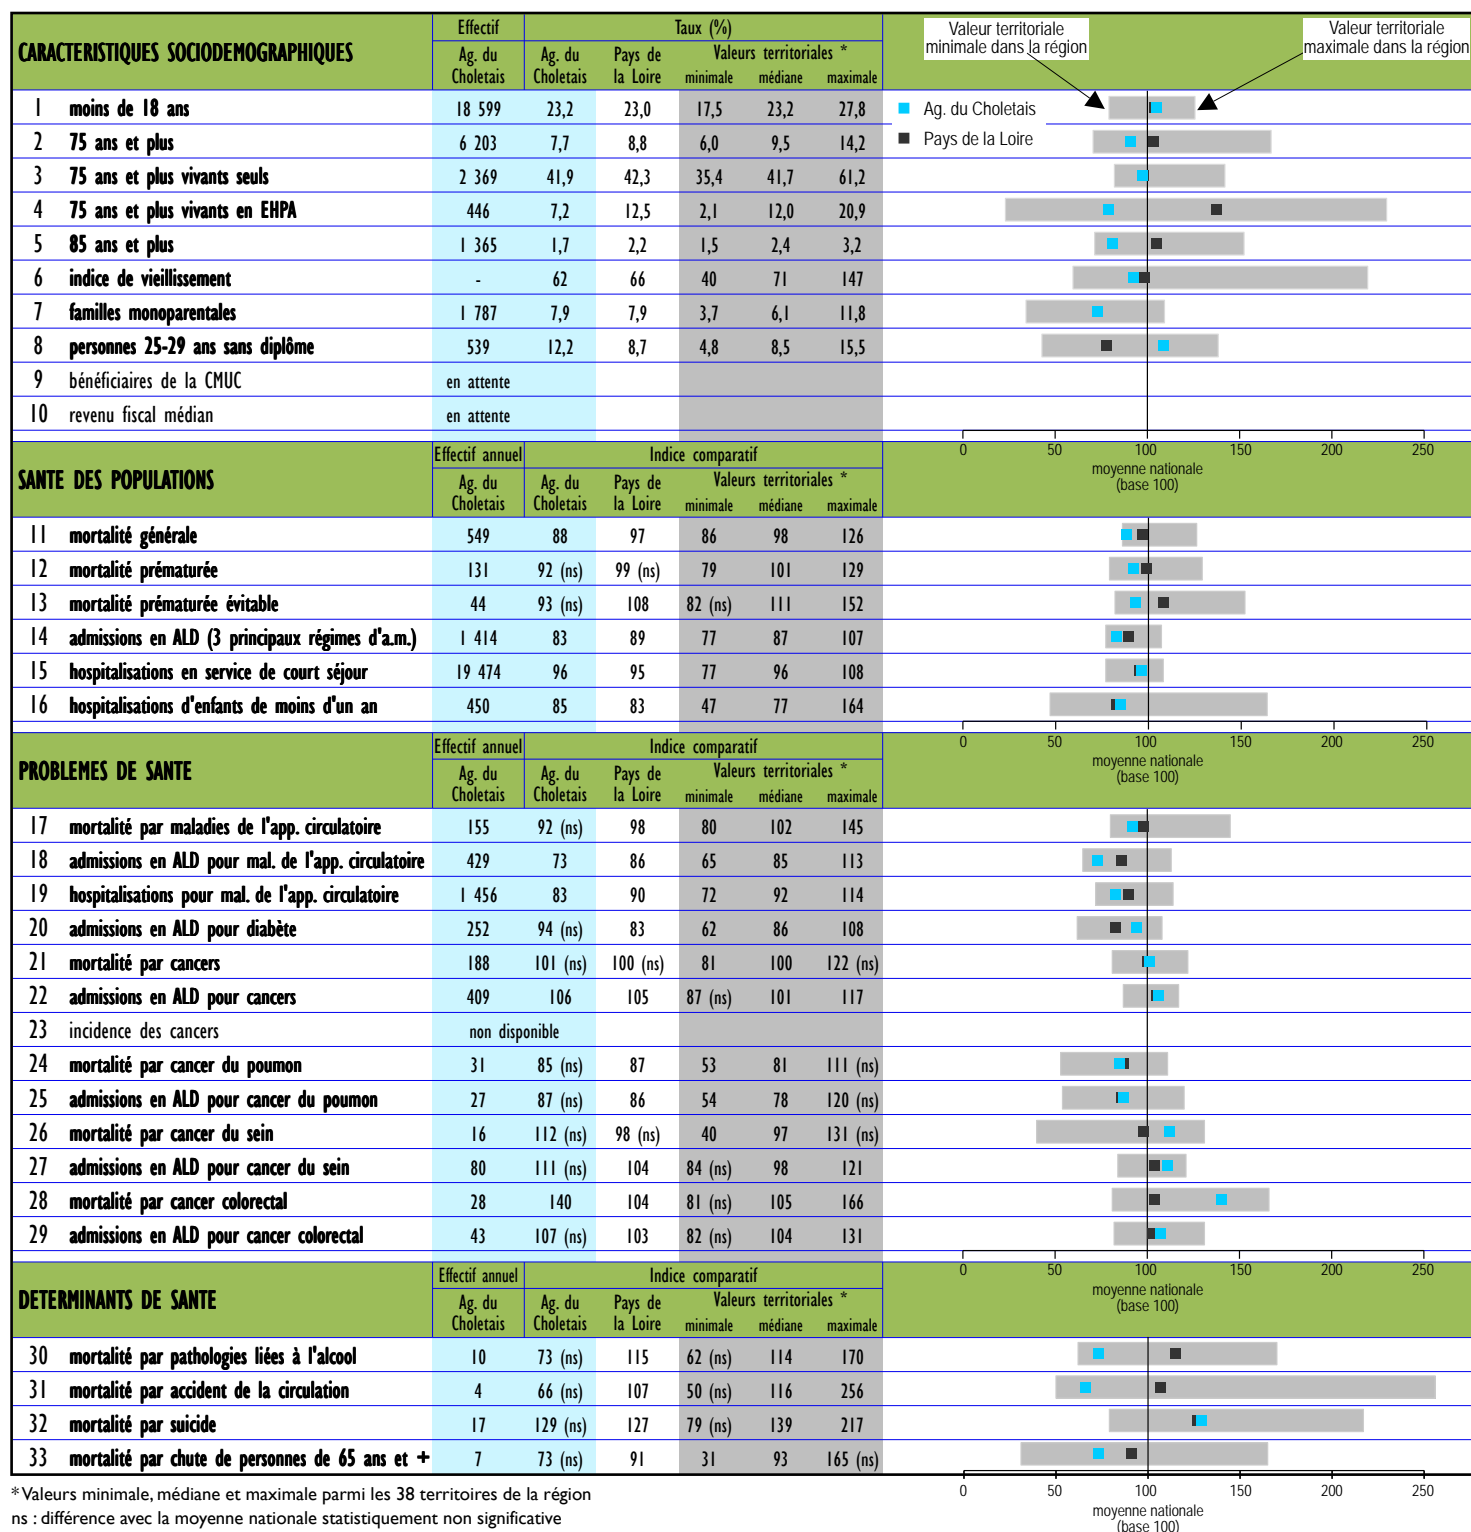 CARACTERISTIQUES SOCIODEMOGRAPHIQUES
Effectif Taux (%)
Ag. du Choletais Ag. du Choletais Pays de la Loire Valeurs territoriales *
minimale médiane maximale
Valeur territoriale minimale dans la région
Valeur territoriale maximale dans la région
Ag. du Choletais
Pays de la Loire
1 moins de 18 ans 18 599 23,2 23,0 17,5 23,2 27,8
2 75 ans et plus 6 203 7,7 8,8 6,0 9,5 14,2
3 75 ans et plus vivants seuls 2 369 41,9 42,3 35,4 41,7 61,2
4 75 ans et plus vivants en EHPA 446 7,2 12,5 2,1 12,0 20,9
5 85 ans et plus 1 365 1,7 2,2 1,5 2,4 3,2
6 indice de vieillissement - 62 66 40 71 147
7 familles monoparentales 1 787 7,9 7,9 3,7 6,1 11,8
8 personnes 25-29 ans sans diplôme 539 12,2 8,7 4,8 8,5 15,5
9 bénéficiaires de la CMUC en attente
10 revenu fiscal médian en attente
0 50 100 150 200 250
moyenne nationale
(base 100)
SANTE DES POPULATIONS
Effectif annuel Indice comparatif
Ag. du Choletais Ag. du Choletais Pays de la Loire Valeurs territoriales *
minimale médiane maximale
11 mortalité générale 549 88 97 86 98 126
12 mortalité prématurée 131 92 (ns) 99 (ns) 79 101 129
13 mortalité prématurée évitable 44 93 (ns) 108 82 (ns) 111 152
14 admissions en ALD (3 principaux régimes d'a.m.) 1 414 83 89 77 87 107
15 hospitalisations en service de court séjour 19 474 96 95 77 96 108
16 hospitalisations d'enfants de moins d'un an 450 85 83 47 77 164
0 50 100 150 200 250
moyenne nationale
(base 100)
PROBLEMES DE SANTE
Effectif annuel Indice comparatif
Ag. du Choletais Ag. du Choletais Pays de la Loire Valeurs territoriales *
minimale médiane maximale
17 mortalité par maladies de l'app. circulatoire 155 92 (ns) 98 80 102 145
18 admissions en ALD pour mal. de l'app. circulatoire 429 73 86 65 85 113
19 hospitalisations pour mal. de l'app. circulatoire 1 456 83 90 72 92 114
20 admissions en ALD pour diabète 252 94 (ns) 83 62 86 108
21 mortalité par cancers 188 101 (ns) 100 (ns) 81 100 122 (ns)
22 admissions en ALD pour cancers 409 106 105 87 (ns) 101 117
23 incidence des cancers non disponible
24 mortalité par cancer du poumon 31 85 (ns) 87 53 81 111 (ns)
25 admissions en ALD pour cancer du poumon 27 87 (ns) 86 54 78 120 (ns)
26 mortalité par cancer du sein 16 112 (ns) 98 (ns) 40 97 131 (ns)
27 admissions en ALD pour cancer du sein 80 111 (ns) 104 84 (ns) 98 121
28 mortalité par cancer colorectal 28 140 104 81 (ns) 105 166
29 admissions en ALD pour cancer colorectal 43 107 (ns) 103 82 (ns) 104 131
0 50 100 150 200 250
moyenne nationale
(base 100)
DETERMINANTS DE SANTE
Effectif annuel Indice comparatif
Ag. du Choletais Ag. du Choletais Pays de la Loire Valeurs territoriales *
minimale médiane maximale
30 mortalité par pathologies liées à l'alcool 10 73 (ns) 115 62 (ns) 114 170
31 mortalité par accident de la circulation 4 66 (ns) 107 50 (ns) 116 256
32 mortalité par suicide 17 129 (ns) 127 79 (ns) 139 217
33 mortalité par chute de personnes de 65 ans et + 7 73 (ns) 91 31 93 165 (ns)
0 50 100 150 200 250
moyenne nationale
(base 100)
* Valeurs minimale, médiane et maximale parmi les 38 territoires de la région
ns : différence avec la moyenne nationale statistiquement non significative